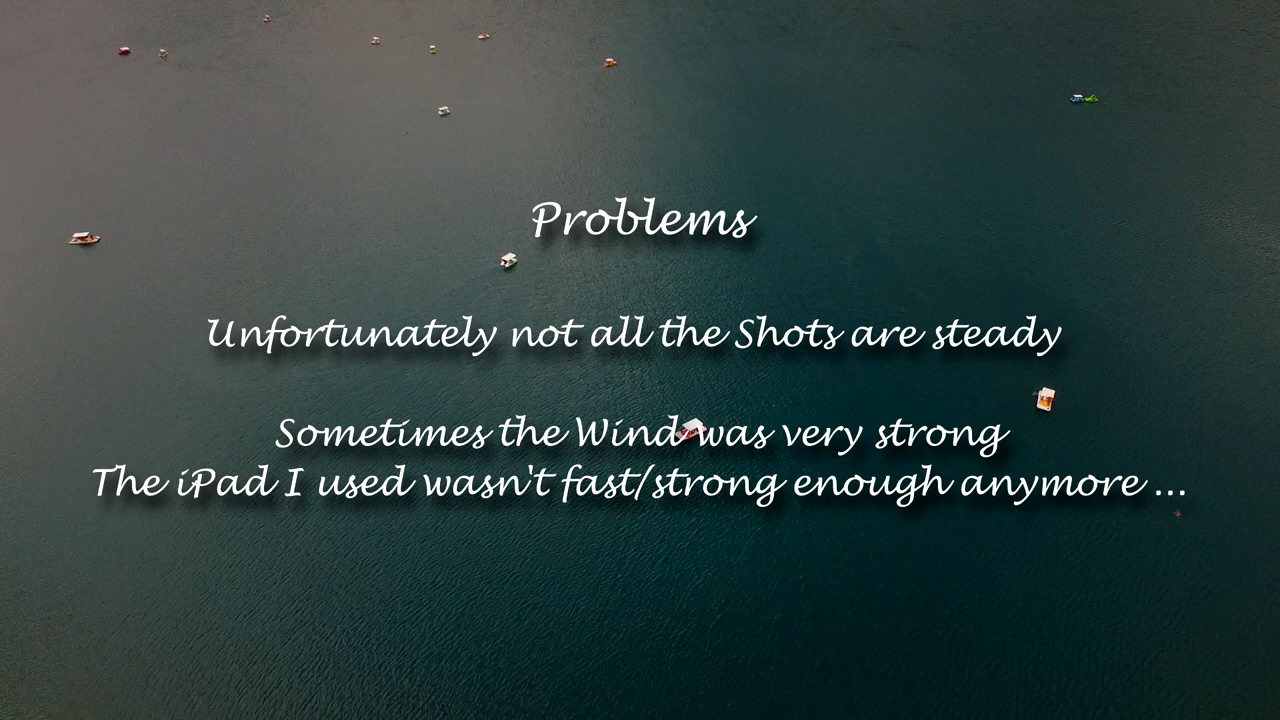 Problems
Unfortunately not all the Shots are steady
Sometimes the Wind was very strong
The iPad I used wasn't fast/strong enough anymore ...